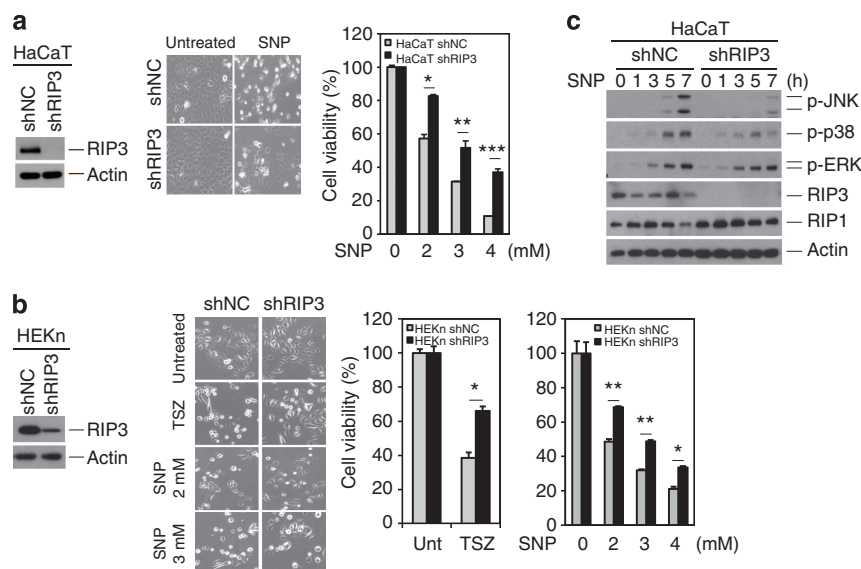 a
HaCaT
shNC
shRIP3
RIP3
Actin
Untreated SNP
shNC
shRIP3
Cell viability (%)
120
100
80
60
40
20
0
HaCaT shNC
HaCaT shRIP3
*
**
***
SNP 0 2 3 4 (mM)
c
HaCaT
shNC shRIP3
SNP 0 1 3 5 7 0 1 3 5 7 (h)
p-JNK
p-p38
p-ERK
RIP3
RIP1
Actin
b
HEKn
shNC
shRIP3
RIP3
Actin
shNC shRIP3
Untreated
TSZ
SNP
2 mM
SNP
3 mM
Cell viability (%)
120
100
80
60
40
20
0
HEKn shNC
HEKn shRIP3
*
Unt TSZ
120
100
80
60
40
20
0
HEKn shNC
HEKn shRIP3
**
**
*
SNP 0 2 3 4 (mM)